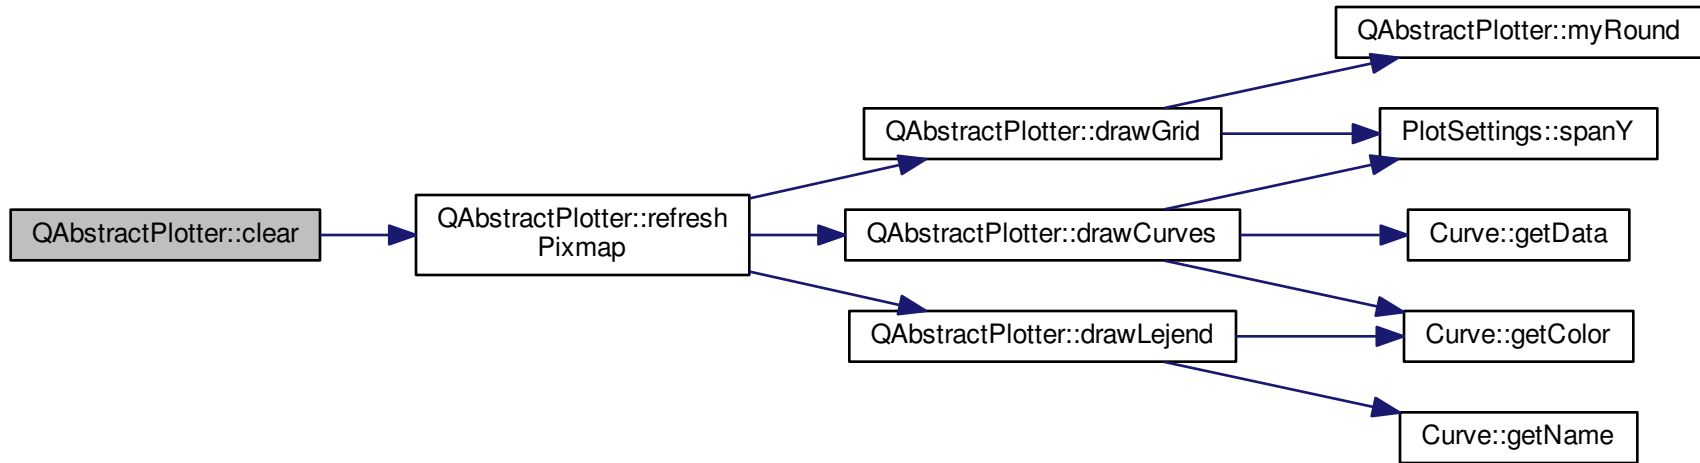 QAbstractPlotter::clear
QAbstractPlotter::refresh
Pixmap
QAbstractPlotter::drawGrid
QAbstractPlotter::drawCurves
QAbstractPlotter::drawLejend
QAbstractPlotter::myRound
PlotSettings::spanY
Curve::getData
Curve::getColor
Curve::getName